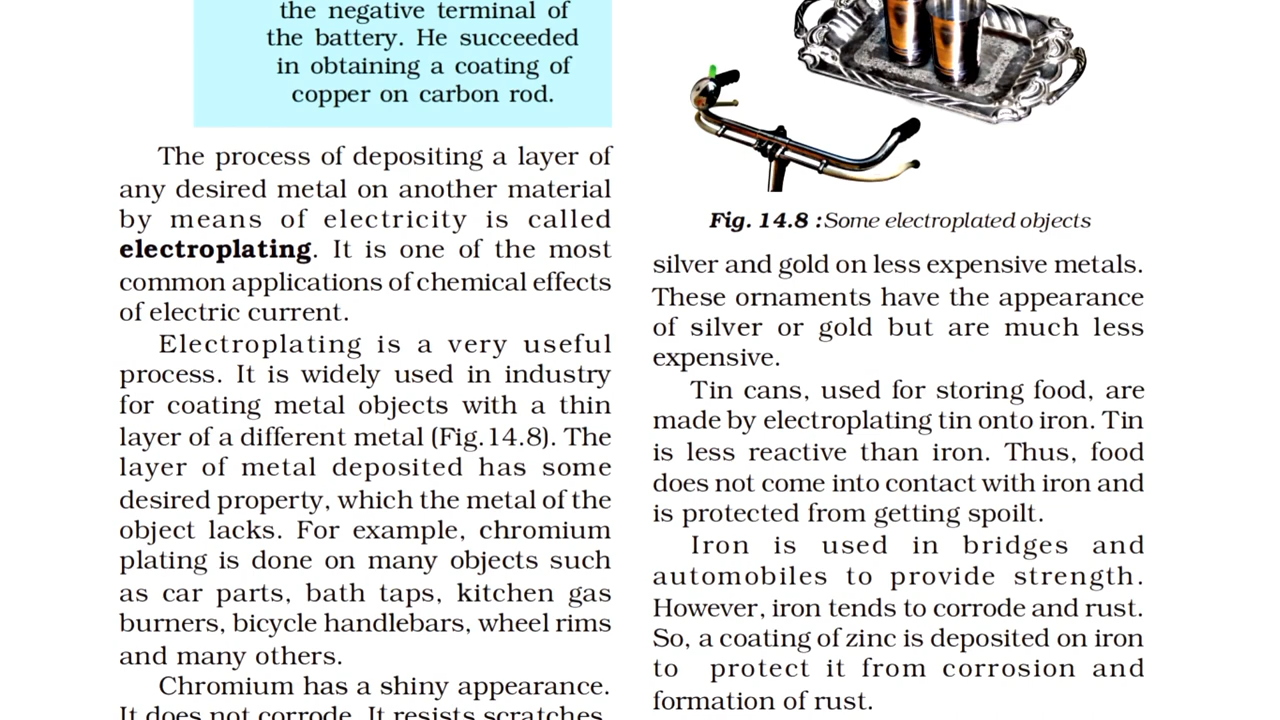 the negative terminal of
the battery. He succeeded
in obtaining a coating of
copper on carbon rod.
The process of depositing a layer of
any desired metal on another material
by means of electricity is called
electroplating. It is one of the most
common applications of chemical effects
of electric current.
Electroplating is a very useful
process. It is widely used in industry
for coating metal objects with a thin
layer of a different metal (Fig.14.8). The
layer of metal deposited has some
desired property, which the metal of the
object lacks. For example, chromium
plating is done on many objects such
as car parts, bath taps, kitchen gas
burners, bicycle handlebars, wheel rims
and many others.
Chromium has a shiny appearance.
It does not corrode. It resists scratches.
Fig. 14.8 : Some electroplated objects
silver and gold on less expensive metals.
These ornaments have the appearance
of silver or gold but are much less
expensive.
Tin cans, used for storing food, are
made by electroplating tin onto iron. Tin
is less reactive than iron. Thus, food
does not come into contact with iron and
is protected from getting spoilt.
Iron is used in bridges and
automobiles to provide strength.
However, iron tends to corrode and rust.
So, a coating of zinc is deposited on iron
to protect it from corrosion and
formation of rust.